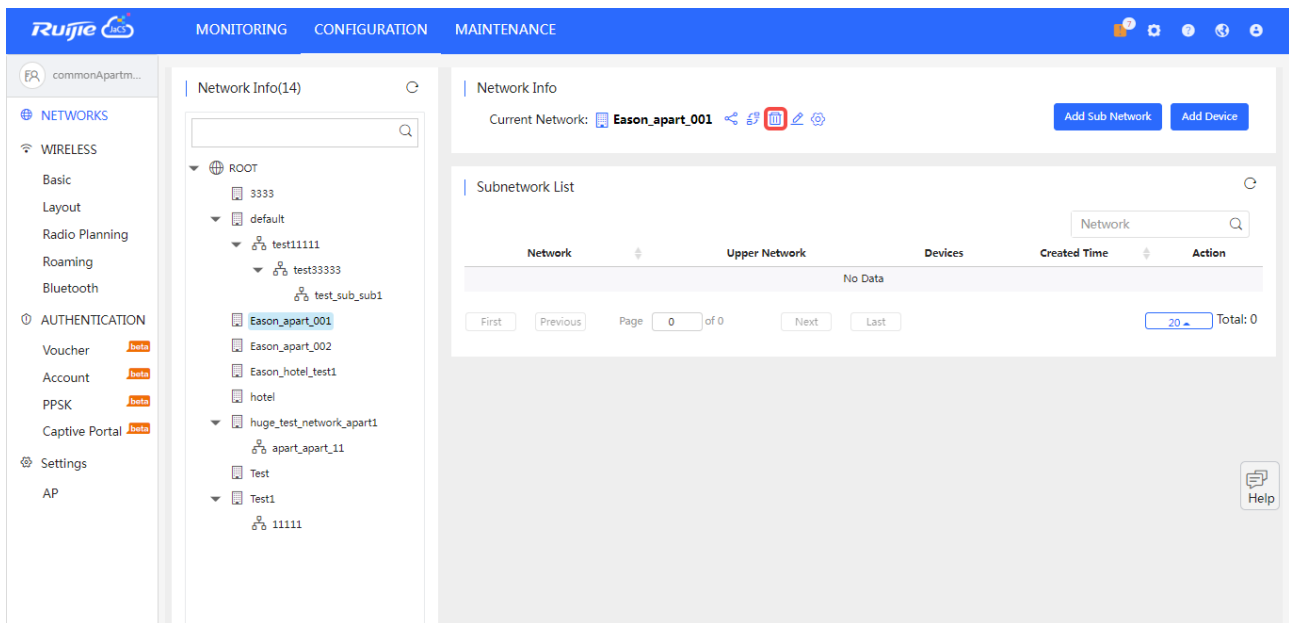 Ruijie JaCS MONITORING CONFIGURATION MAINTENANCE 7
commonApartm...
NETWORKS
WIRELESS
Basic
Layout
Radio Planning
Roaming
Bluetooth
AUTHENTICATION
Voucher beta
Account beta
PPSK beta
Captive Portal beta
Settings
AP
Network Info(14)
ROOT
3333
default
test11111
test33333
test_sub_sub1
Eason_apart_001
Eason_apart_002
Eason_hotel_test1
hotel
huge_test_network_apart1
apart_apart_11
Test
Test1
11111
Network Info
Current Network: Eason_apart_001 Add Sub Network Add Device
Subnetwork List
Network
Network Upper Network Devices Created Time Action
No Data
First Previous Page 0 of 0 Next Last 20 Total: 0
Help